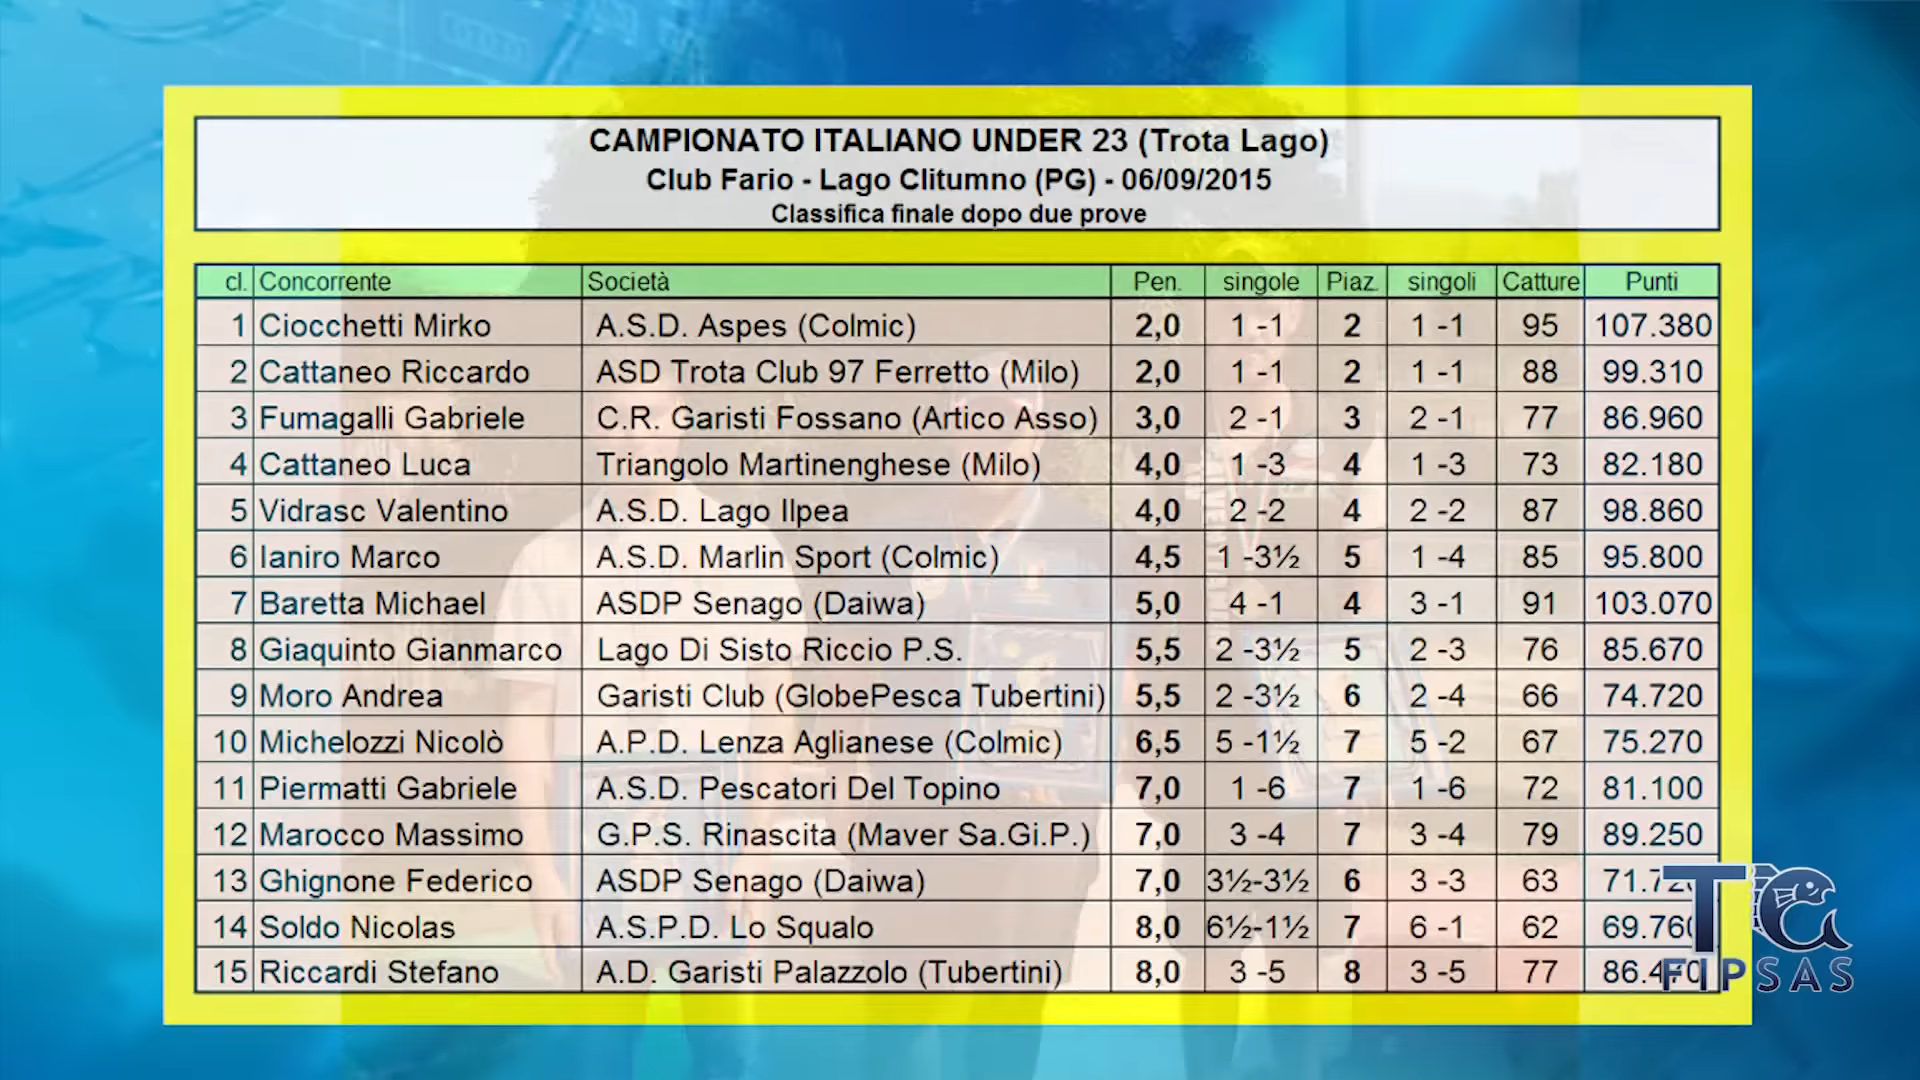 CAMPIONATO ITALIANO UNDER 23 (Trota Lago)
Club Fario - Lago Clitumno (PG) - 06/09/2015
Classifica finale dopo due prove
cl. Concorrente Società Pen. singole Piaz. singoli Catture Punti
1 Ciocchetti Mirko A.S.D. Aspes (Colmic) 2,0 1 -1 2 1 -1 95 107.380
2 Cattaneo Riccardo ASD Trota Club 97 Ferretto (Milo) 2,0 1 -1 2 1 -1 88 99.310
3 Fumagalli Gabriele C.R. Garisti Fossano (Artico Asso) 3,0 2 -1 3 2 -1 77 86.960
4 Cattaneo Luca Triangolo Martinenghese (Milo) 4,0 1 -3 4 1 -3 73 82.180
5 Vidrasc Valentino A.S.D. Lago Ilpea 4,0 2 -2 4 2 -2 87 98.860
6 Ianiro Marco A.S.D. Marlin Sport (Colmic) 4,5 1 -3½ 5 1 -4 85 95.800
7 Baretta Michael ASDP Senago (Daiwa) 5,0 4 -1 4 3 -1 91 103.070
8 Giaquinto Gianmarco Lago Di Sisto Riccio P.S. 5,5 2 -3½ 5 2 -3 76 85.670
9 Moro Andrea Garisti Club (GlobePesca Tubertini) 5,5 2 -3½ 6 2 -4 66 74.720
10 Michelozzi Nicolò A.P.D. Lenza Aglianese (Colmic) 6,5 5 -1½ 7 5 -2 67 75.270
11 Piermatti Gabriele A.S.D. Pescatori Del Topino 7,0 1 -6 7 1 -6 72 81.100
12 Marocco Massimo G.P.S. Rinascita (Maver Sa.Gi.P.) 7,0 3 -4 7 3 -4 79 89.250
13 Ghignone Federico ASDP Senago (Daiwa) 7,0 3½-3½ 6 3 -3 63
14 Soldo Nicolas A.S.P.D. Lo Squalo 8,0 6½-1½ 7 6 -1 62 69.760
15 Riccardi Stefano A.D. Garisti Palazzolo (Tubertini) 8,0 3 -5 8 3 -5 77
TG
FIPSAS